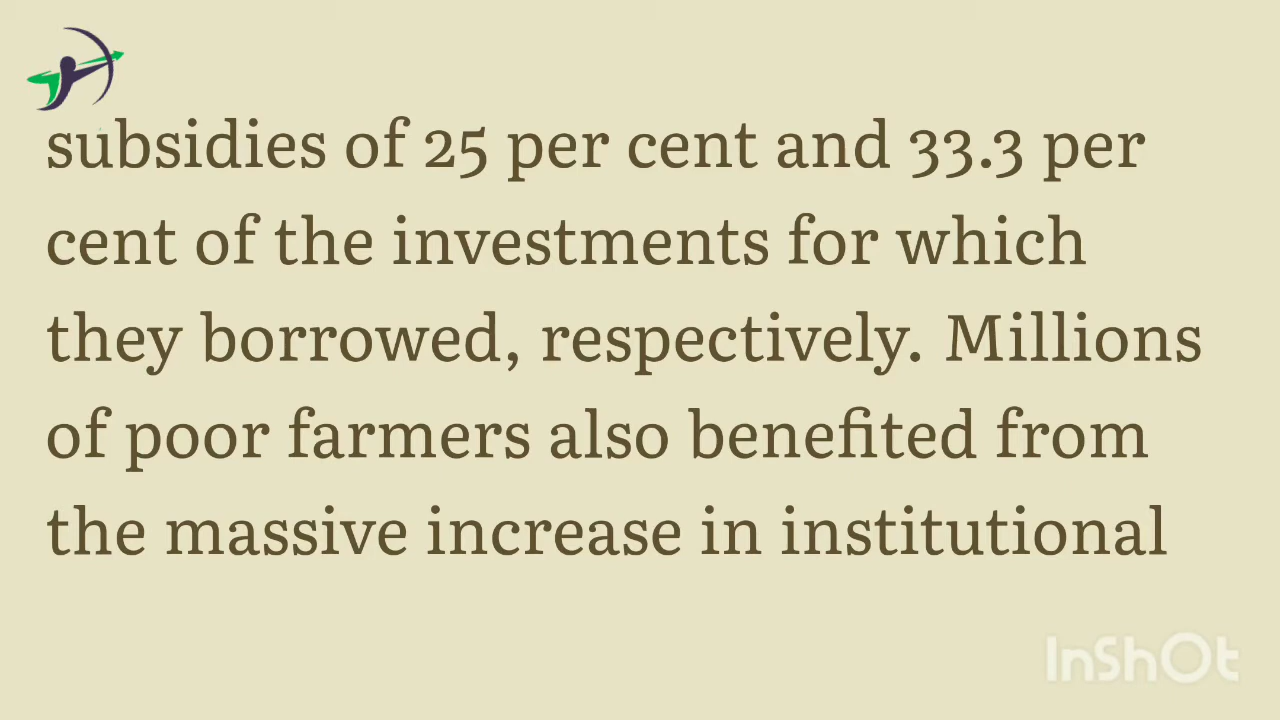 subsidies of 25 per cent and 33.3 per
cent of the investments for which
they borrowed, respectively. Millions
of poor farmers also benefited from
the massive increase in institutional
InShOt